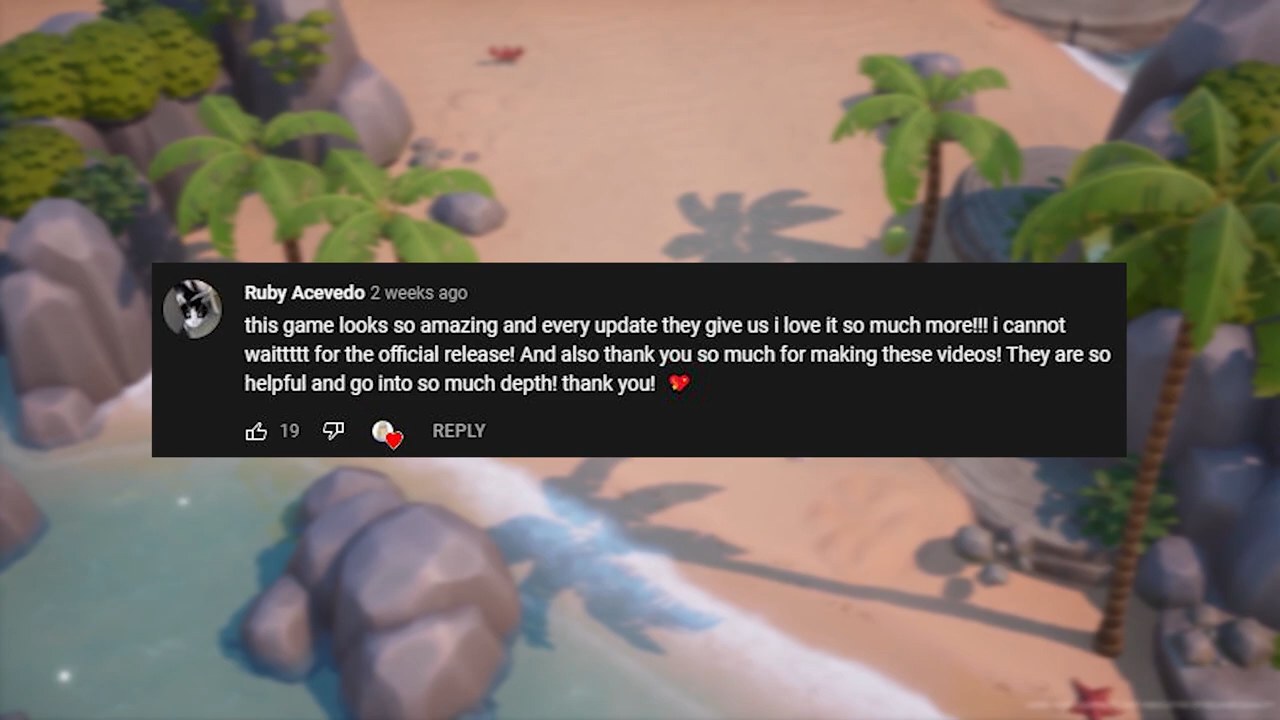 Ruby Acevedo 2 weeks ago
this game looks so amazing and every update they give us i love it so much more!!! i cannot
waittttt for the official release! And also thank you so much for making these videos! They are so
helpful and go into so much depth! thank you! 💖
19 REPLY